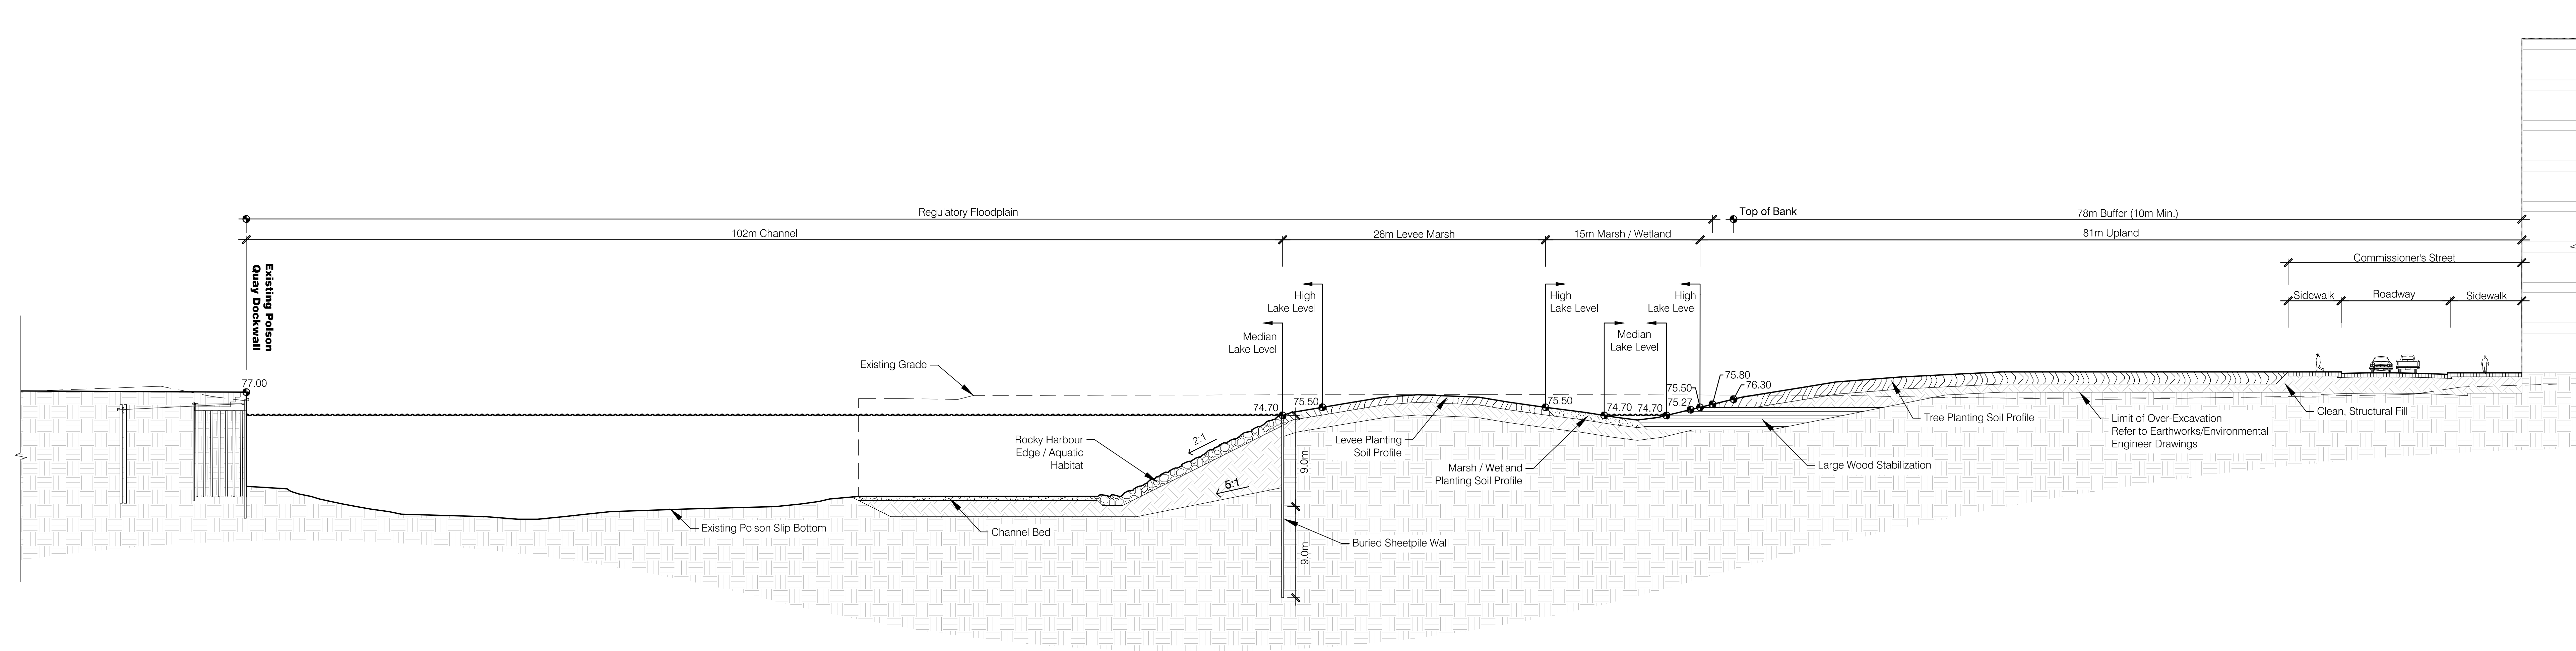 Regulatory Floodplain
Top of Bank
78m Buffer (10m Min.)
102m Channel
26m Levee Marsh
15m Marsh / Wetland
81m Upland
Commissioner's Street
Sidewalk
Roadway
Sidewalk
Existing Polson
Quay Dockwall
High
Lake Level
High
Lake Level
High
Lake Level
Median
Lake Level
Median
Lake Level
Existing Grade
77.00
74.70
75.50
75.50
74.70
74.70
75.27
75.50
75.80
76.30
2:1
5:1
Rocky Harbour
Edge / Aquatic
Habitat
9.0m
9.0m
Levee Planting
Soil Profile
Marsh / Wetland
Planting Soil Profile
Tree Planting Soil Profile
Limit of Over-Excavation
Refer to Earthworks/Environmental
Engineer Drawings
Clean, Structural Fill
Large Wood Stabilization
Existing Polson Slip Bottom
Channel Bed
Buried Sheetpile Wall